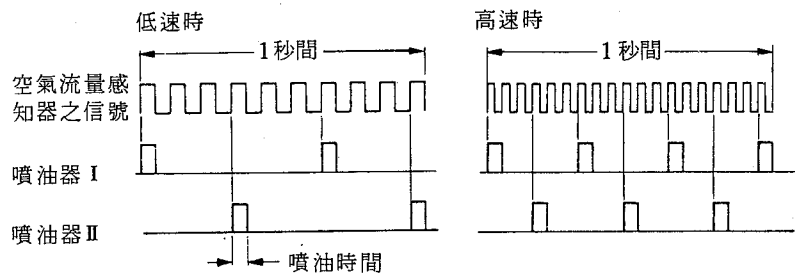 低速時
高速時
1秒間
1秒間
空氣流量感
知器之信號
噴油器 I
噴油器 II
噴油時間